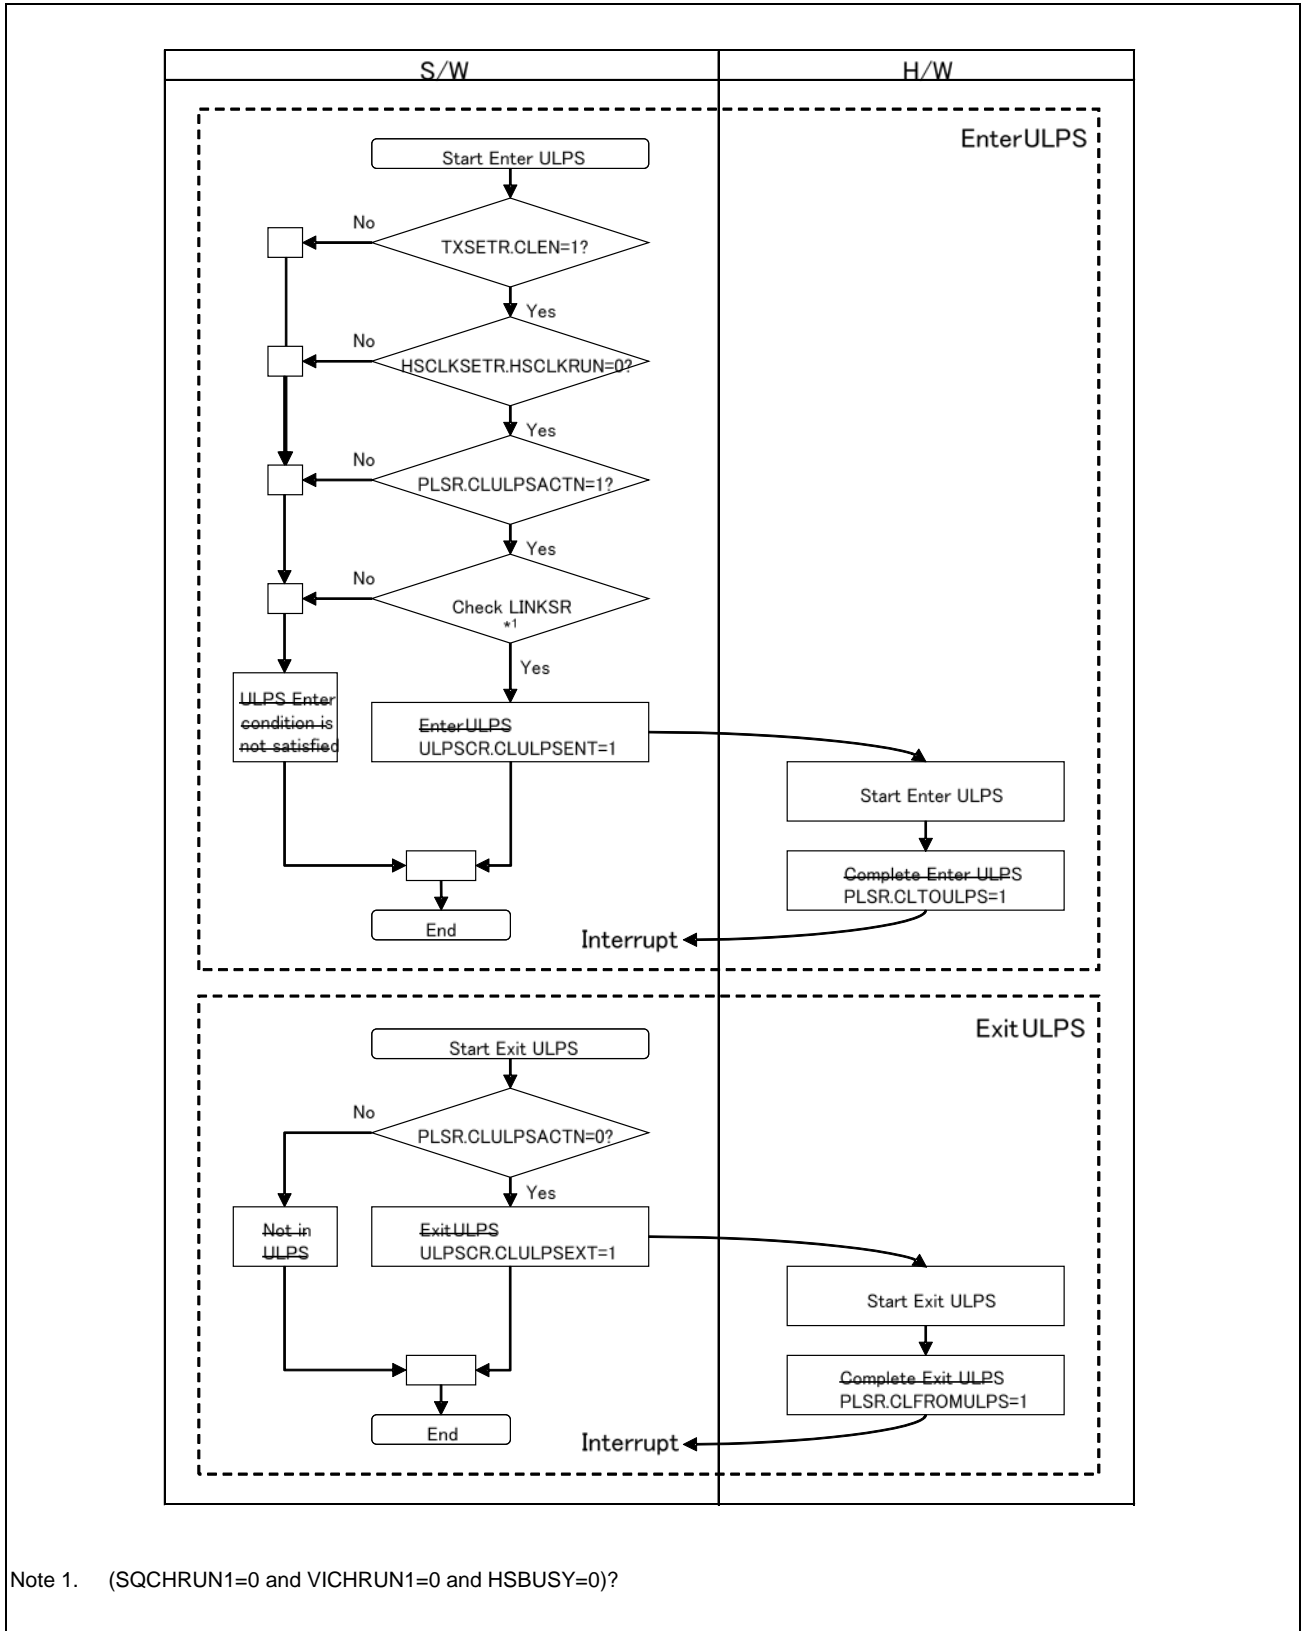 S/W
H/W
EnterULPS
Start Enter ULPS
No
TXSETR.CLEN=1?
Yes
No
HSCLKSETR.HSCLKRUN=0?
Yes
No
PLSR.CLULPSACTN=1?
Yes
No
Check LINKSR
*1
Yes
ULPS Enter
condition is
not satisfied
EnterULPS
ULPSCR.CLULPSENT=1
Start Enter ULPS
Complete Enter ULPS
PLSR.CLTOULPS=1
End
Interrupt
ExitULPS
Start Exit ULPS
No
PLSR.CLULPSACTN=0?
Yes
Not in
ULPS
ExitULPS
ULPSCR.CLULPSEXT=1
Start Exit ULPS
Complete Exit ULPS
PLSR.CLFROMULPS=1
End
Interrupt
Note 1. (SQCHRUN1=0 and VICHRUN1=0 and HSBUSY=0)?